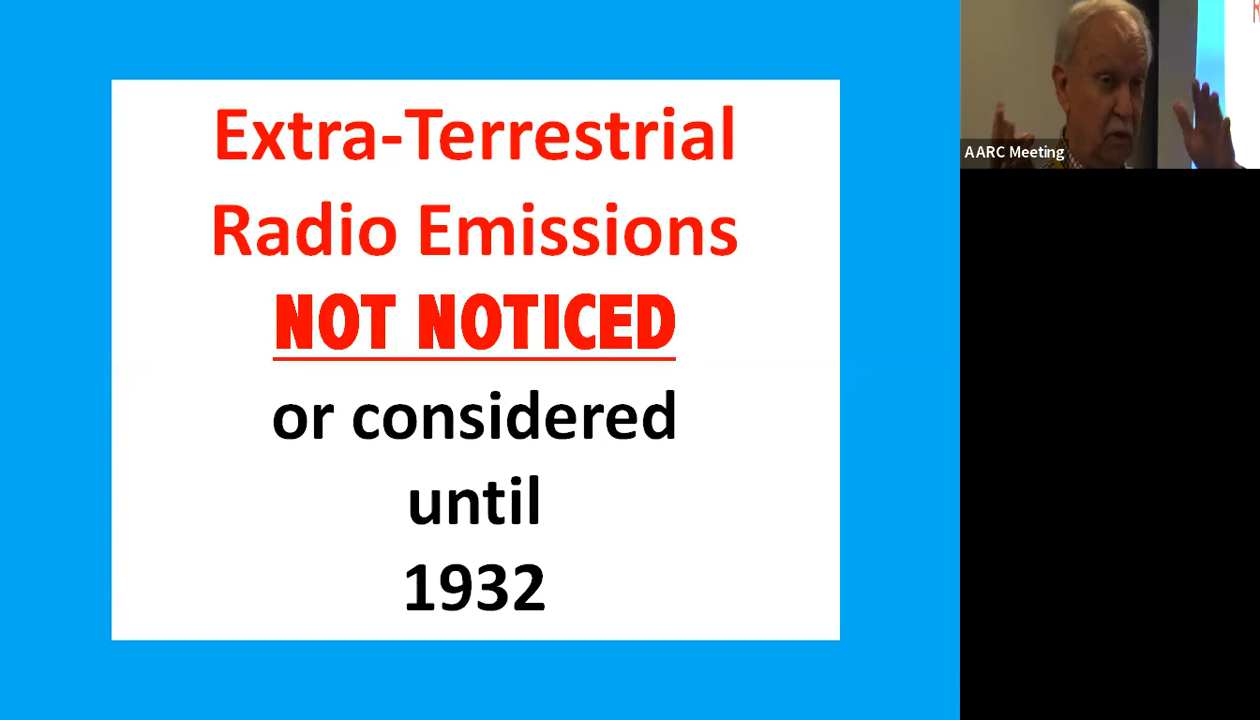 Extra-Terrestrial
Radio Emissions
NOT NOTICED
or considered
until
1932
AARC Meeting
R